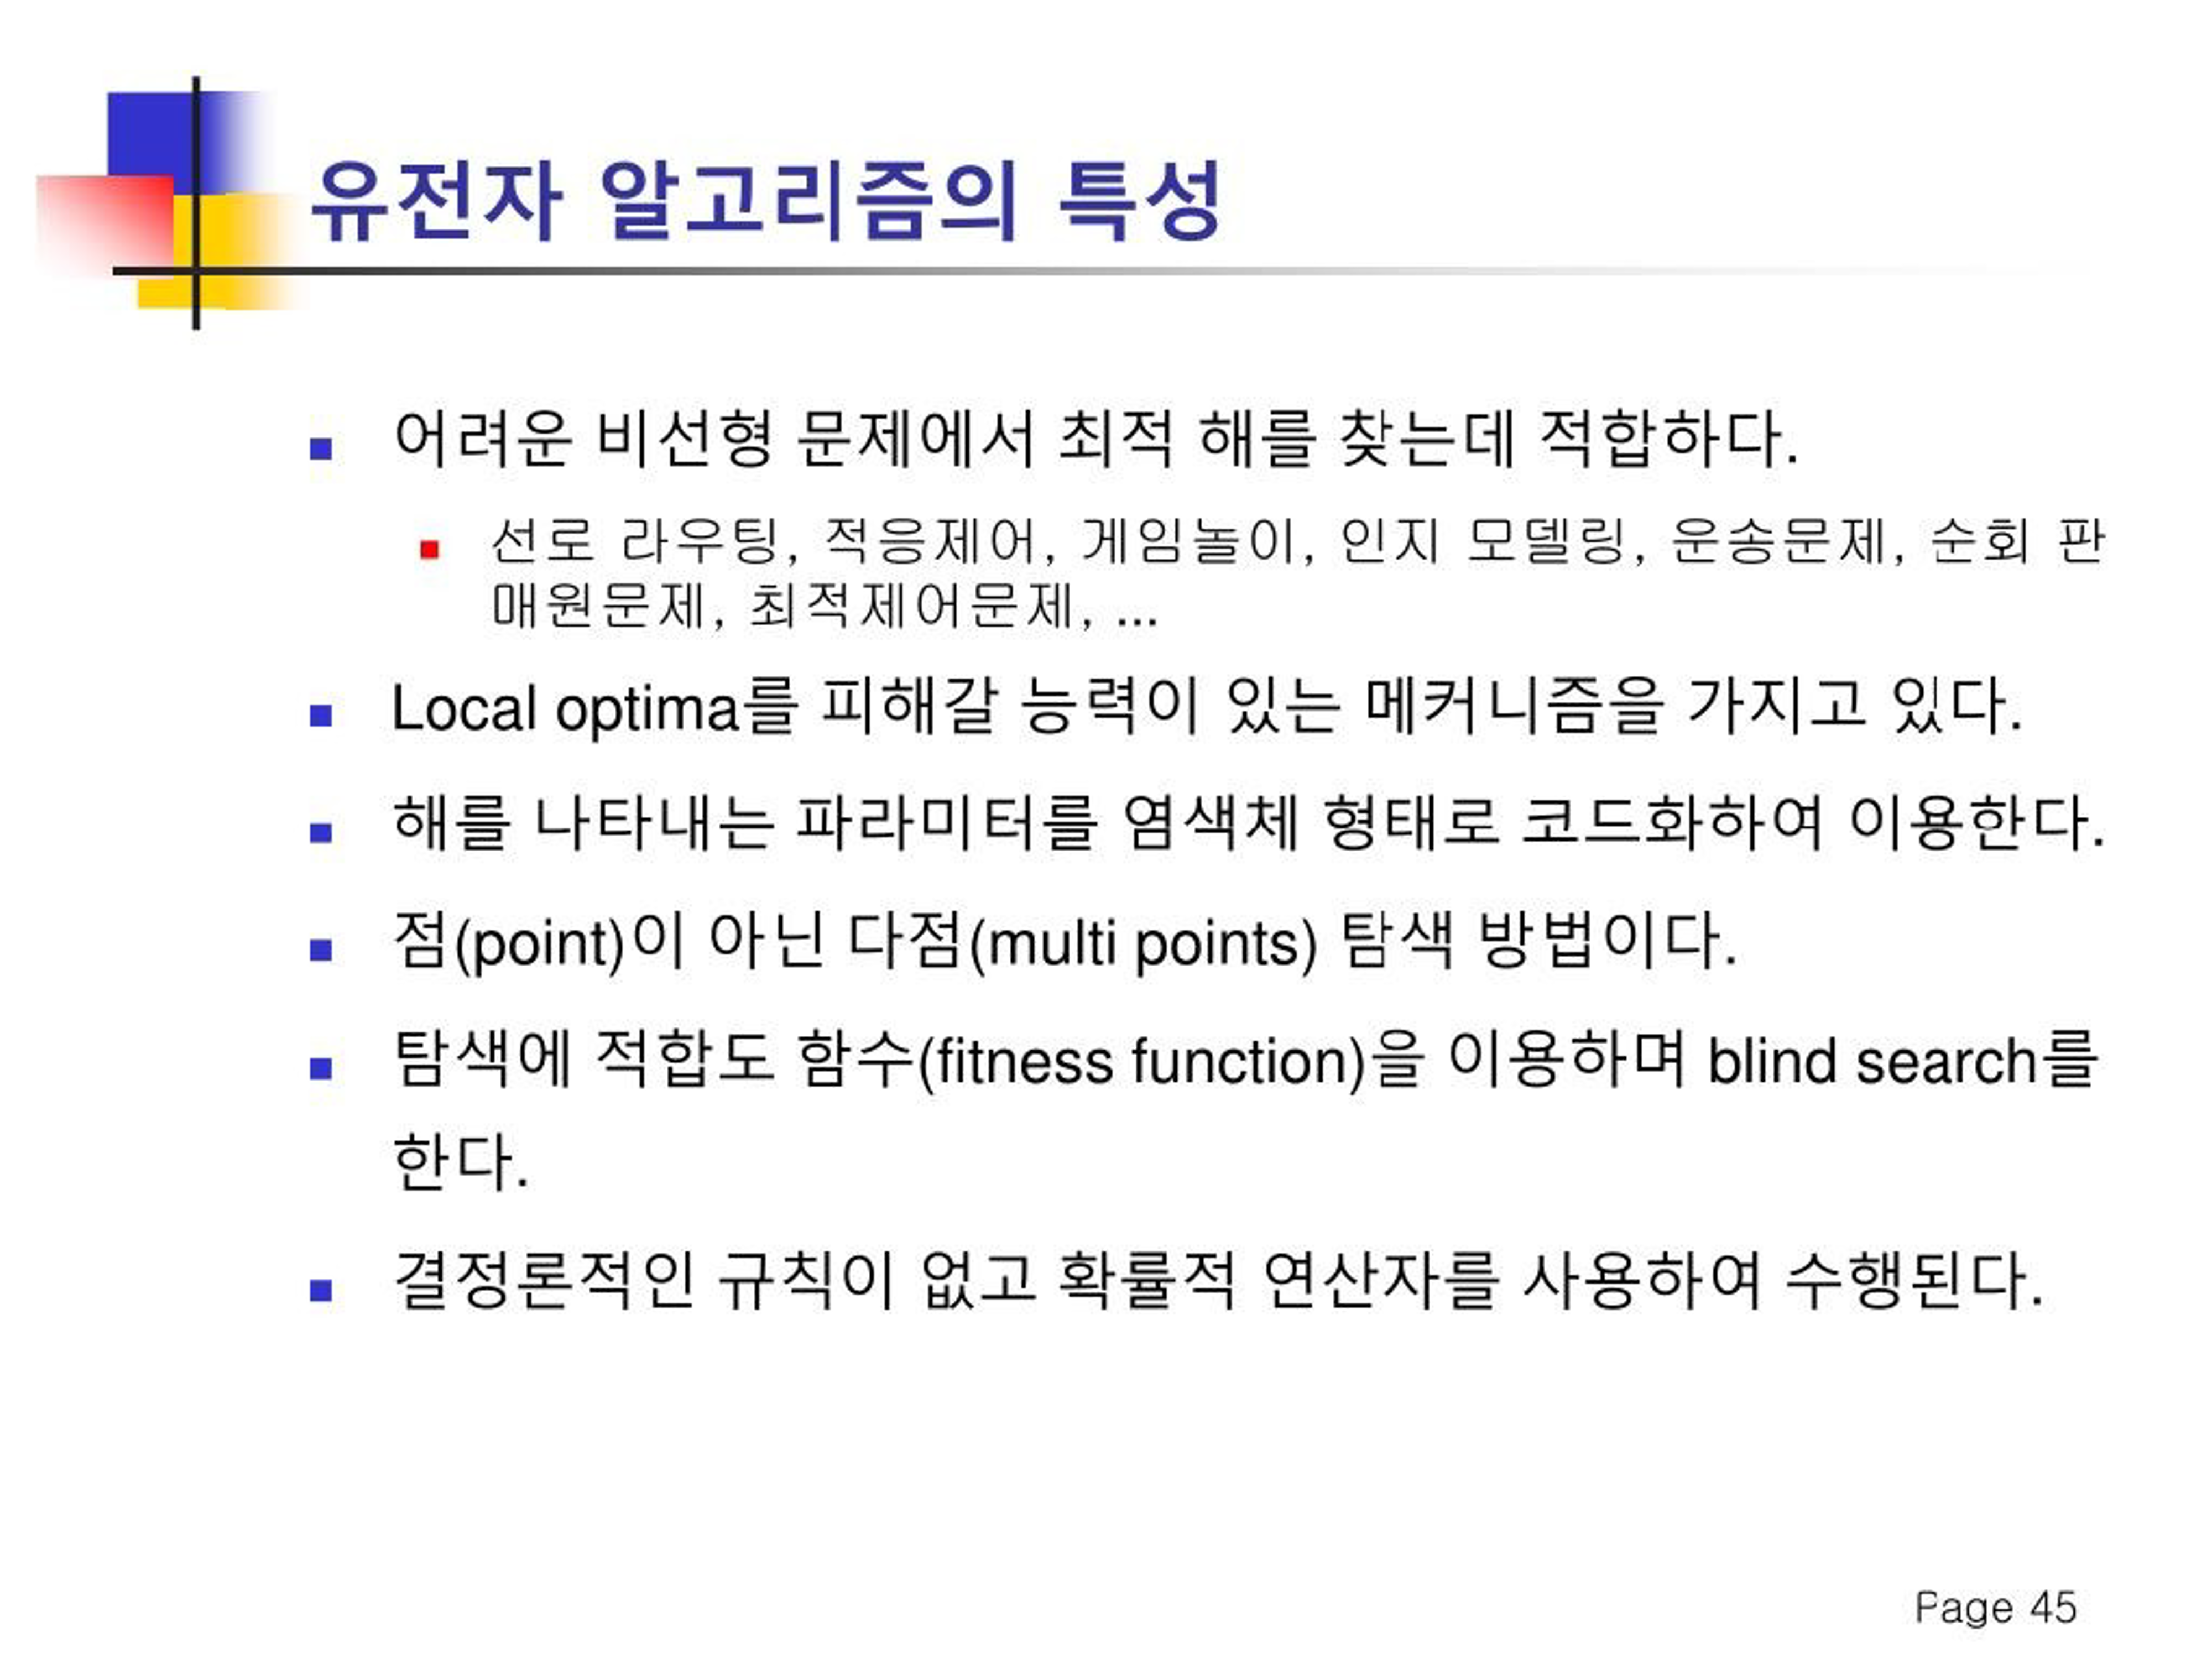 유전자 알고리즘의 특성
어려운 비선형 문제에서 최적 해를 찾는데 적합하다.
선로 라우팅, 적응제어, 게임놀이, 인지 모델링, 운송문제, 순회 판
매원문제, 최적제어문제, ...
Local optima를 피해갈 능력이 있는 메커니즘을 가지고 있다.
해를 나타내는 파라미터를 염색체 형태로 코드화하여 이용한다.
점(point)이 아닌 다점(multi points) 탐색 방법이다.
탐색에 적합도 함수(fitness function)을 이용하며 blind search를
한다.
결정론적인 규칙이 없고 확률적 연산자를 사용하여 수행된다.
Page 45